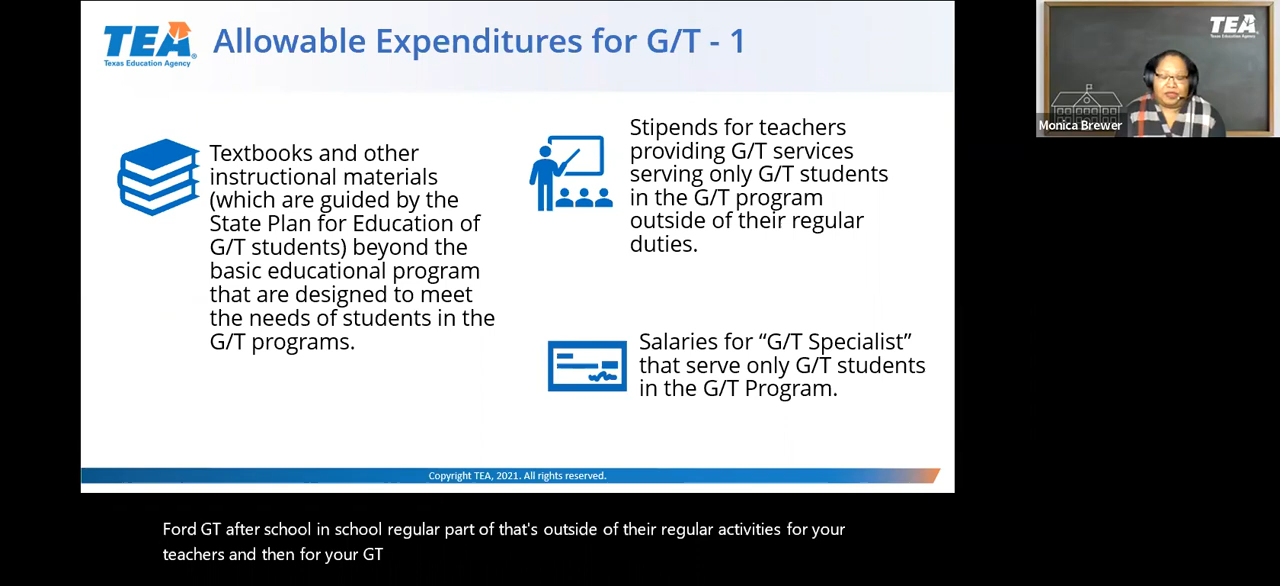 TEA
Texas Education Agency
Allowable Expenditures for G/T - 1
Textbooks and other
instructional materials
(which are guided by the
State Plan for Education of
G/T students) beyond the
basic educational program
that are designed to meet
the needs of students in the
G/T programs.
Stipends for teachers
providing G/T services
serving only G/T students
in the G/T program
outside of their regular
duties.
Salaries for “G/T Specialist”
that serve only G/T students
in the G/T Program.
Copyright TEA, 2021. All rights reserved.
TEA
Texas Education Agency
Monica Brewer
Ford GT after school in school regular part of that's outside of their regular activities for your
teachers and then for your GT